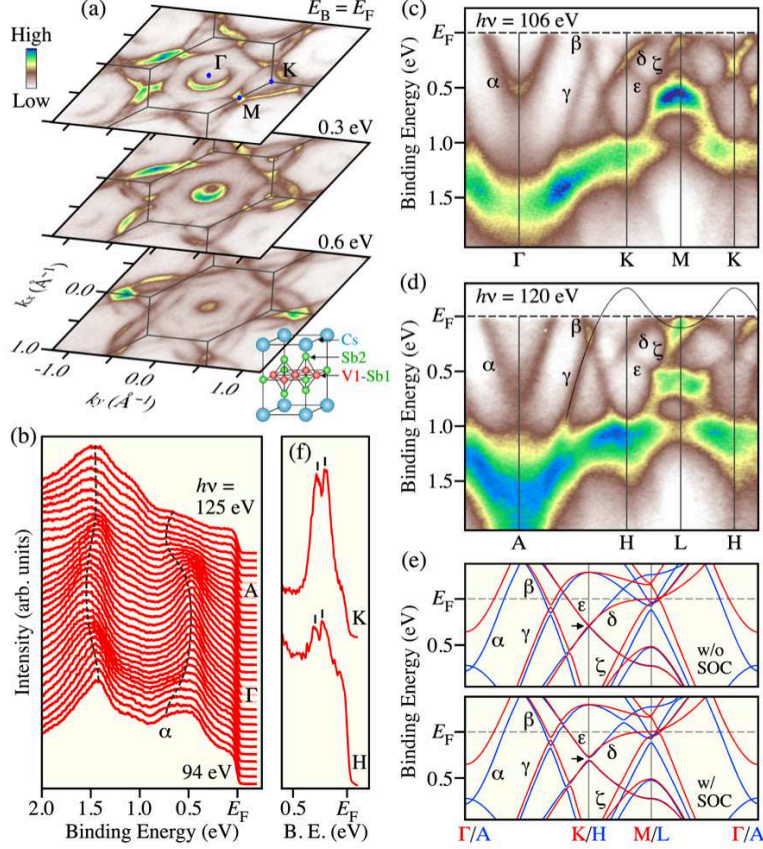 (a)
E_B = E_F
High
Low
Γ
K
M
0.3 eV
0.6 eV
k_x (Å⁻¹)
0.0
1.0
-1.0
0.0
1.0
k_y (Å⁻¹)
Cs
Sb2
V1-Sb1
(b)
hν =
125 eV
A
Γ
α
94 eV
Intensity (arb. units)
2.0
1.5
1.0
0.5
E_F
Binding Energy (eV)
(f)
K
H
0.5
E_F
B. E. (eV)
(c)
hν = 106 eV
E_F
0.5
1.0
1.5
Binding Energy (eV)
α
β
γ
δ
ζ
ε
Γ
K
M
K
(d)
hν = 120 eV
E_F
0.5
1.0
1.5
Binding Energy (eV)
α
β
γ
δ
ζ
ε
A
H
L
H
(e)
E_F
0.5
α
β
γ
ε
δ
ζ
w/o
SOC
E_F
0.5
α
β
γ
ε
δ
ζ
w/
SOC
Binding Energy (eV)
Γ/A
K/H
M/L
Γ/A